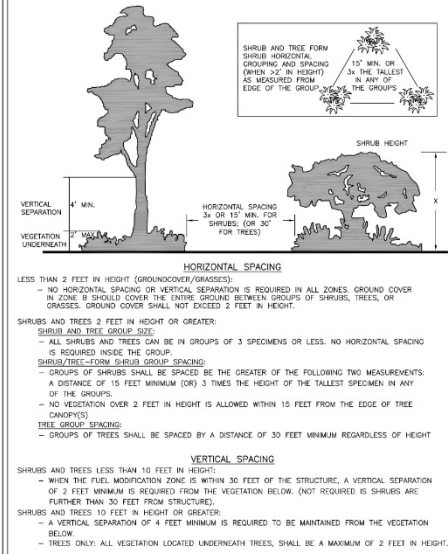 SHRUB AND TREE FORM
SHRUB HORIZONTAL
GROUPING AND SPACING
(WHEN >2' IN HEIGHT)
AS MEASURED FROM
EDGE OF THE GROUP
15' MIN. OR
3x THE TALLEST
IN ANY OF
THE GROUPS
SHRUB HEIGHT
VERTICAL
SEPARATION
4' MIN.
HORIZONTAL SPACING
3x OR 15' MIN. FOR
SHRUBS; (OR 30'
FOR TREES)
X
VEGETATION
UNDERNEATH
2' MAX
HORIZONTAL SPACING
LESS THAN 2 FEET IN HEIGHT (GROUNDCOVER/GRASSES):
– NO HORIZONTAL SPACING OR VERTICAL SEPARATION IS REQUIRED IN ALL ZONES. GROUND COVER
IN ZONE B SHOULD COVER THE ENTIRE GROUND BETWEEN GROUPS OF SHRUBS, TREES, OR
GRASSES. GROUND COVER SHALL NOT EXCEED 2 FEET IN HEIGHT.
SHRUBS AND TREES 2 FEET IN HEIGHT OR GREATER:
SHRUB AND TREE GROUP SIZE:
– ALL SHRUBS AND TREES CAN BE IN GROUPS OF 3 SPECIMENS OR LESS. NO HORIZONTAL SPACING
IS REQUIRED INSIDE THE GROUP.
SHRUB/TREE-FORM SHRUB GROUP SPACING:
– GROUPS OF SHRUBS SHALL BE SPACED BE THE GREATER OF THE FOLLOWING TWO MEASUREMENTS:
A DISTANCE OF 15 FEET MINIMUM (OR) 3 TIMES THE HEIGHT OF THE TALLEST SPECIMEN IN ANY
OF THE GROUPS.
– NO VEGETATION OVER 2 FEET IN HEIGHT IS ALLOWED WITHIN 15 FEET FROM THE EDGE OF TREE
CANOPY(S)
TREE GROUP SPACING:
– GROUPS OF TREES SHALL BE SPACED BY A DISTANCE OF 30 FEET MINIMUM REGARDLESS OF HEIGHT
VERTICAL SPACING
SHRUBS AND TREES LESS THAN 10 FEET IN HEIGHT:
– WHEN THE FUEL MODIFICATION ZONE IS WITHIN 30 FEET OF THE STRUCTURE, A VERTICAL SEPARATION
OF 2 FEET MINIMUM IS REQUIRED FROM THE VEGETATION BELOW. (NOT REQUIRED IS SHRUBS ARE
FURTHER THAN 30 FEET FROM STRUCTURE).
SHRUBS AND TREES 10 FEET IN HEIGHT OR GREATER:
– A VERTICAL SEPARATION OF 4 FEET MINIMUM IS REQUIRED TO BE MAINTAINED FROM THE VEGETATION
BELOW.
– TREES ONLY: ALL VEGETATION LOCATED UNDERNEATH TREES, SHALL BE A MAXIMUM OF 2 FEET IN HEIGHT.